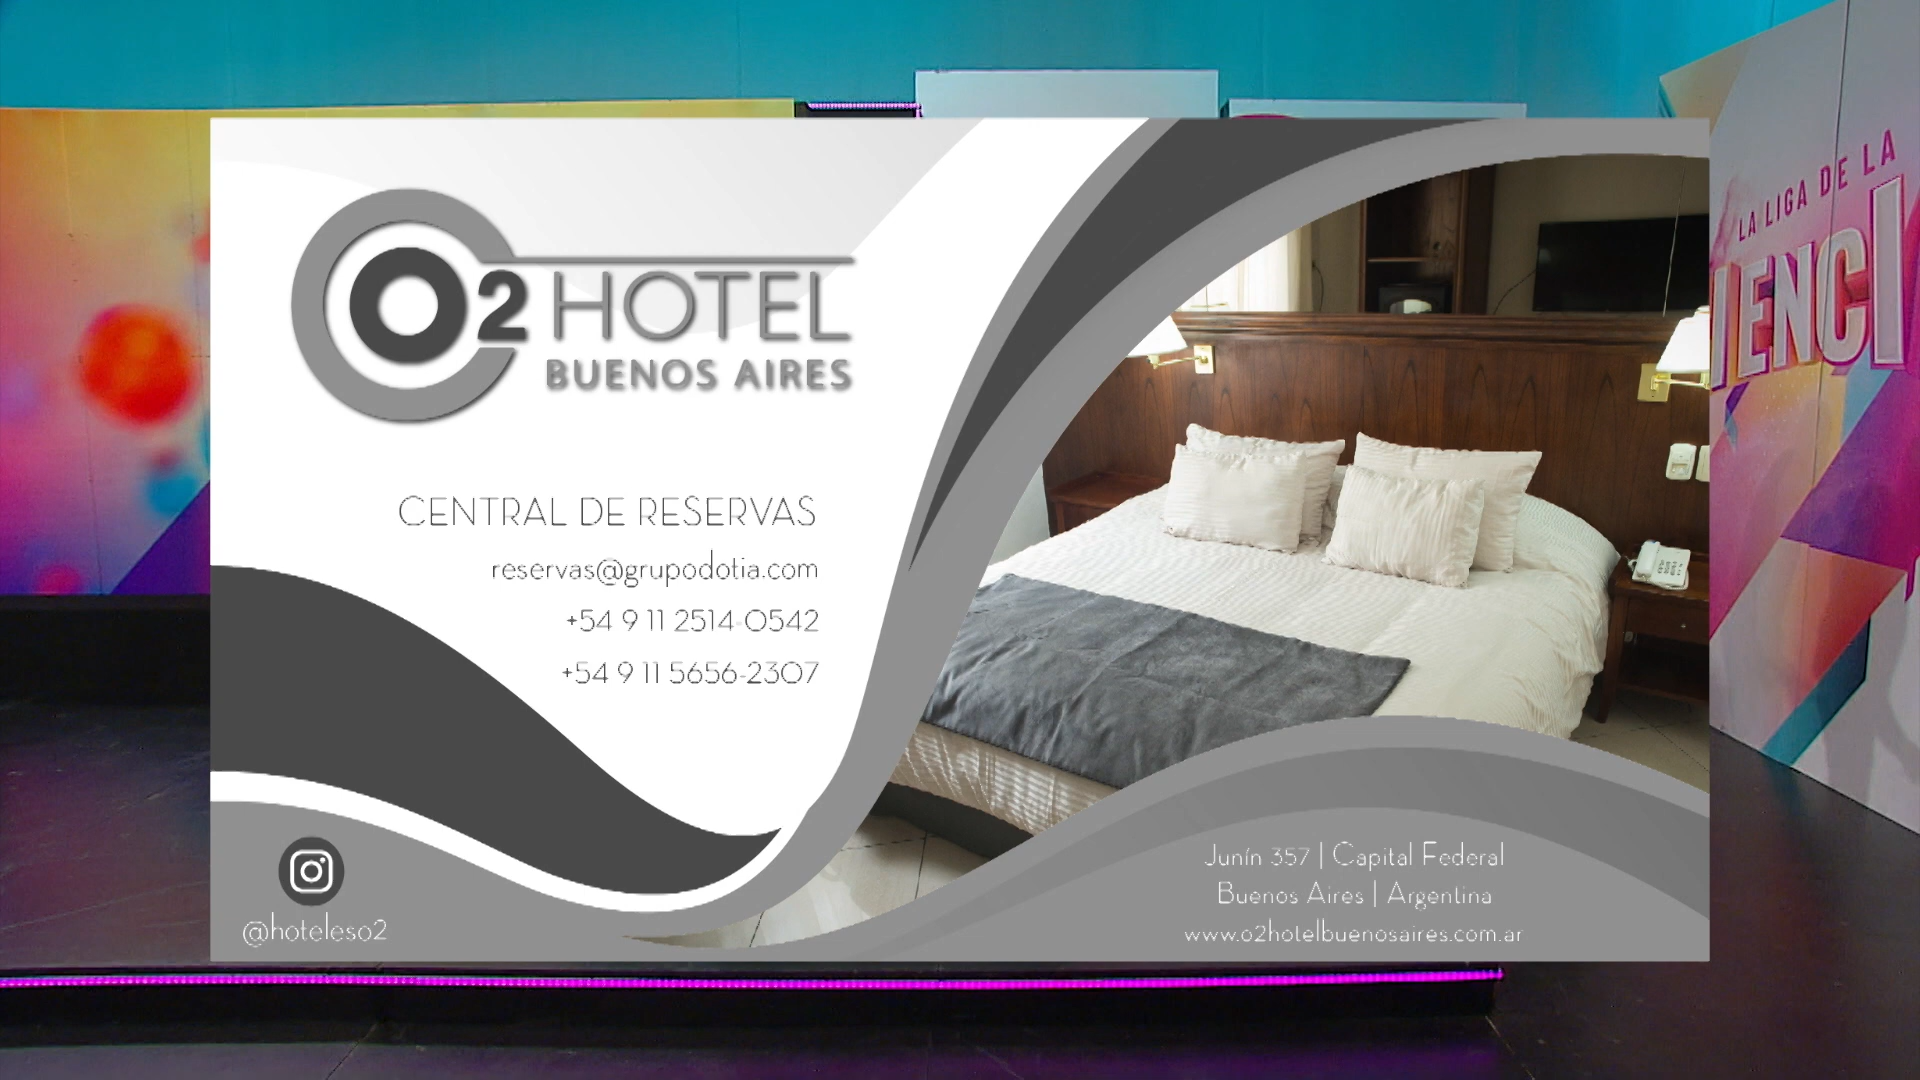 O2 HOTEL
BUENOS AIRES
CENTRAL DE RESERVAS
reservas@grupodotia.com
+54 9 11 2514-0542
+54 9 11 5656-2307
@hoteleso2
Junín 357 | Capital Federal
Buenos Aires | Argentina
www.o2hotelbuenosaires.com.ar
LA LIGA DE LA